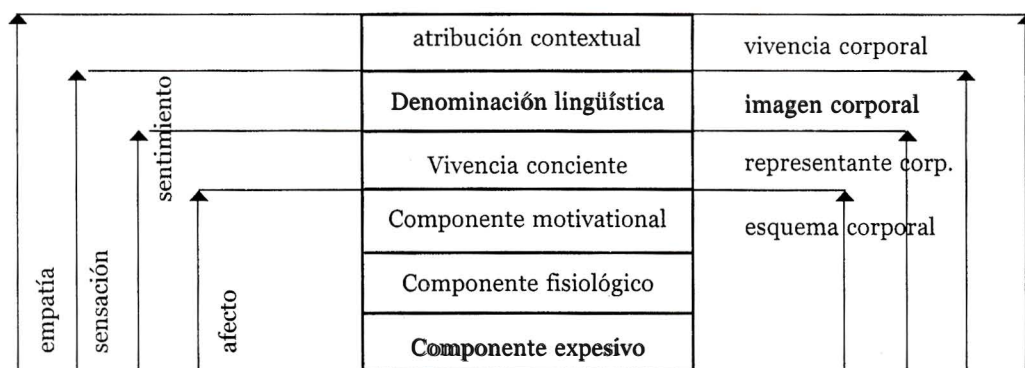 atribución contextual
vivencia corporal
Denominación lingüística
imagen corporal
Vivencia conciente
representante corp.
Componente motivational
esquema corporal
Componente fisiológico
Componente expesivo
empatía
sensación
sentimiento
afecto